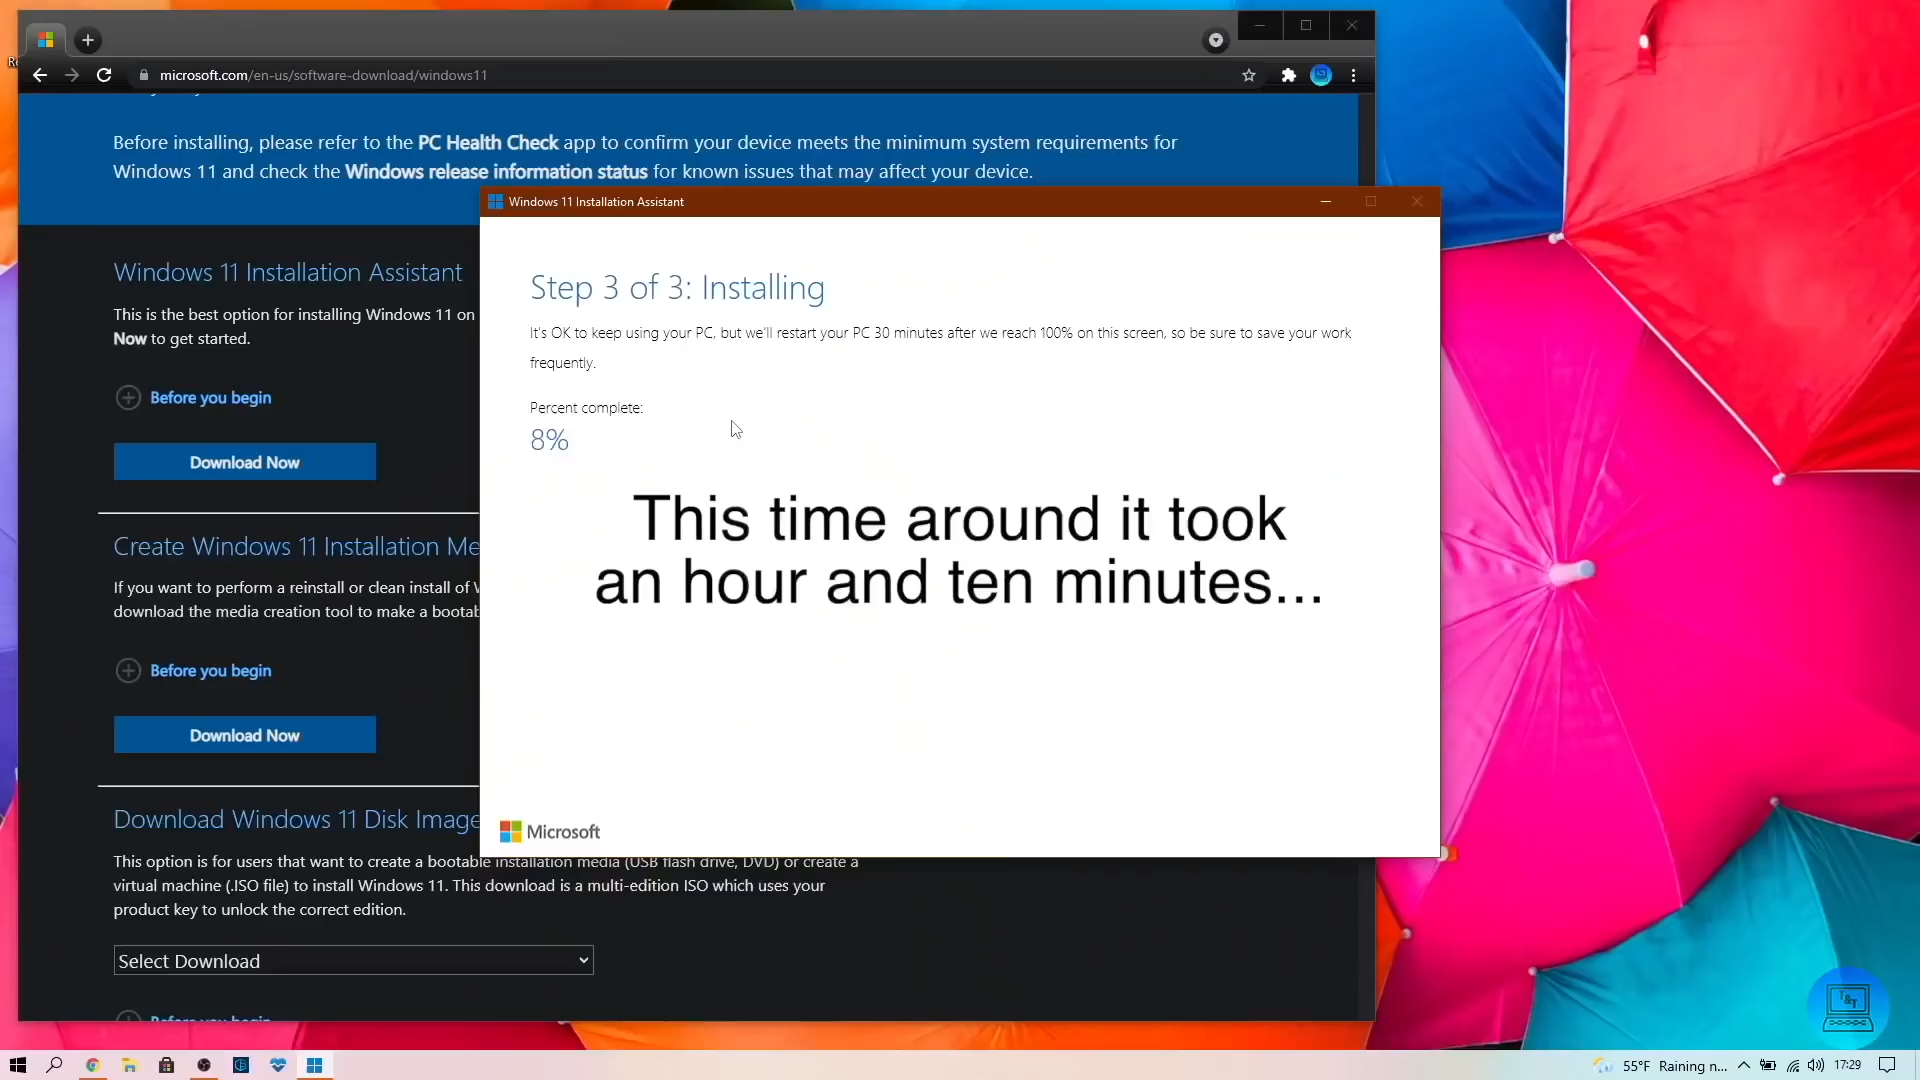 microsoft.com/en-us/software-download/windows11
Before installing, please refer to the PC Health Check app to confirm your device meets the minimum system requirements for
Windows 11 and check the Windows release information status for known issues that may affect your device.
Windows 11 Installation Assistant
This is the best option for installing Windows 11 on
Now to get started.
Before you begin
Download Now
Create Windows 11 Installation Me
If you want to perform a reinstall or clean install of W
download the media creation tool to make a bootab
Before you begin
Download Now
Download Windows 11 Disk Image
This option is for users that want to create a bootable installation media (USB flash drive, DVD) or create a
virtual machine (.ISO file) to install Windows 11. This download is a multi-edition ISO which uses your
product key to unlock the correct edition.
Select Download
Before you begin
Windows 11 Installation Assistant
Step 3 of 3: Installing
It's OK to keep using your PC, but we'll restart your PC 30 minutes after we reach 100% on this screen, so be sure to save your work
frequently.
Percent complete:
8%
This time around it took
an hour and ten minutes...
Microsoft
T&T
55°F Raining n... 17:29